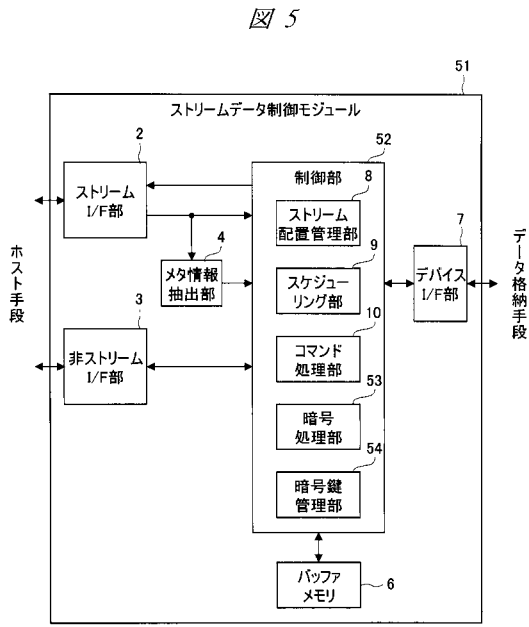 図 5
51
ストリームデータ制御モジュール
2
ストリーム
I/F部
52
制御部
8
ストリーム
配置管理部
4
メタ情報
抽出部
9
スケジュー
リング部
7
デバイス
I/F部
ホスト手段
データ格納手段
3
非ストリーム
I/F部
10
コマンド
処理部
53
暗号
処理部
54
暗号鍵
管理部
バッファ
メモリ
6